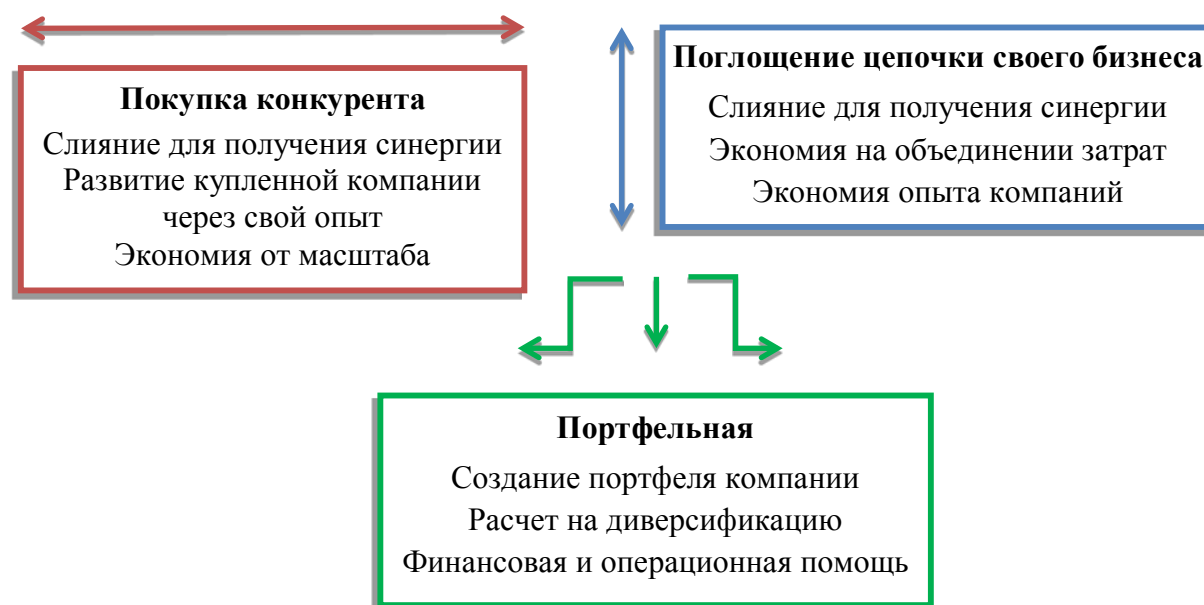 Покупка конкурента
Слияние для получения синергии
Развитие купленной компании
через свой опыт
Экономия от масштаба
Поглощение цепочки своего бизнеса
Слияние для получения синергии
Экономия на объединении затрат
Экономия опыта компаний
Портфельная
Создание портфеля компании
Расчет на диверсификацию
Финансовая и операционная помощь